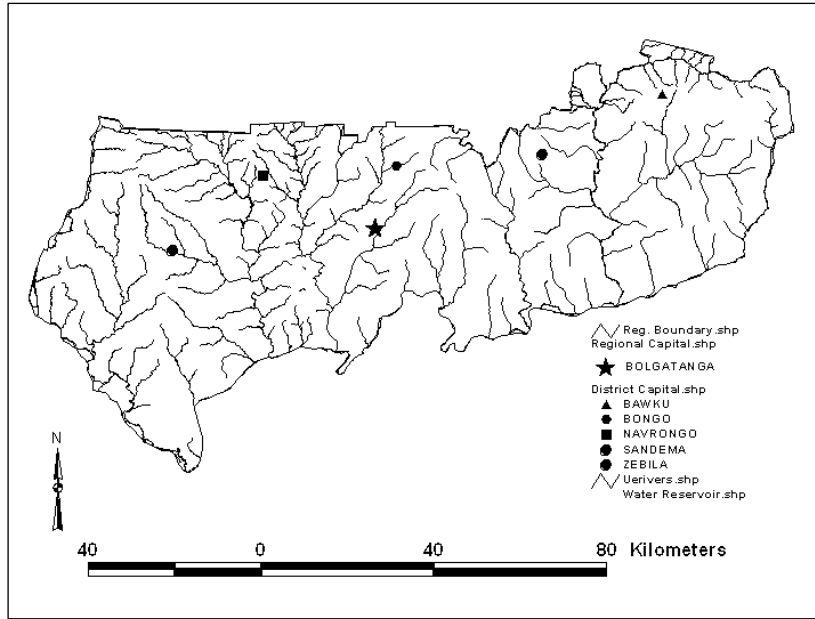 Reg. Boundary.shp
Regional Capital.shp
BOLGATANGA
District Capital.shp
BAWKU
BONGO
NAVRONGO
SANDEMA
ZEBILA
Uerivers.shp
Water Reservoir.shp
N
40 0 40 80 Kilometers